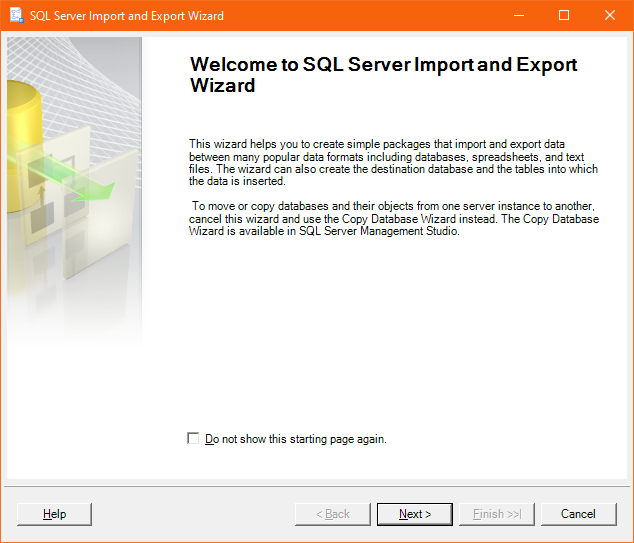 SQL Server Import and Export Wizard
Welcome to SQL Server Import and Export
Wizard
This wizard helps you to create simple packages that import and export data
between many popular data formats including databases, spreadsheets, and text
files. The wizard can also create the destination database and the tables into which
the data is inserted.
To move or copy databases and their objects from one server instance to another,
cancel this wizard and use the Copy Database Wizard instead. The Copy Database
Wizard is available in SQL Server Management Studio.
Do not show this starting page again.
Help
< Back
Next >
Finish >>|
Cancel